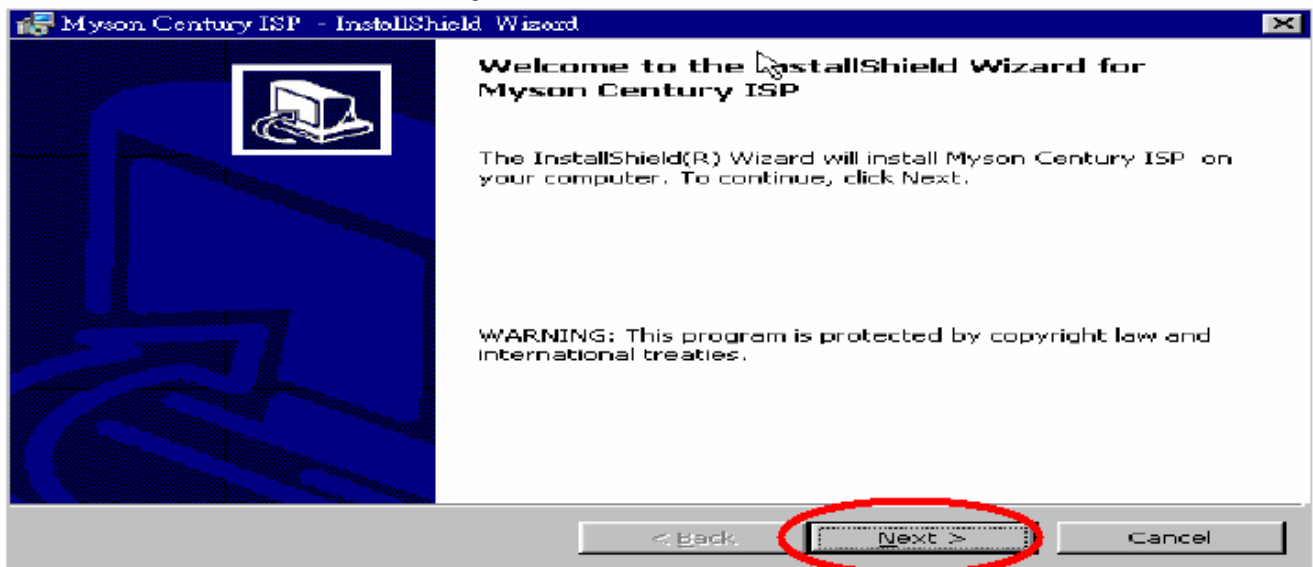 Myson Century ISP - InstallShield Wizard
Welcome to the InstallShield Wizard for
Myson Century ISP
The InstallShield(R) Wizard will install Myson Century ISP on
your computer. To continue, click Next.
WARNING: This program is protected by copyright law and
international treaties.
< Back
Next >
Cancel